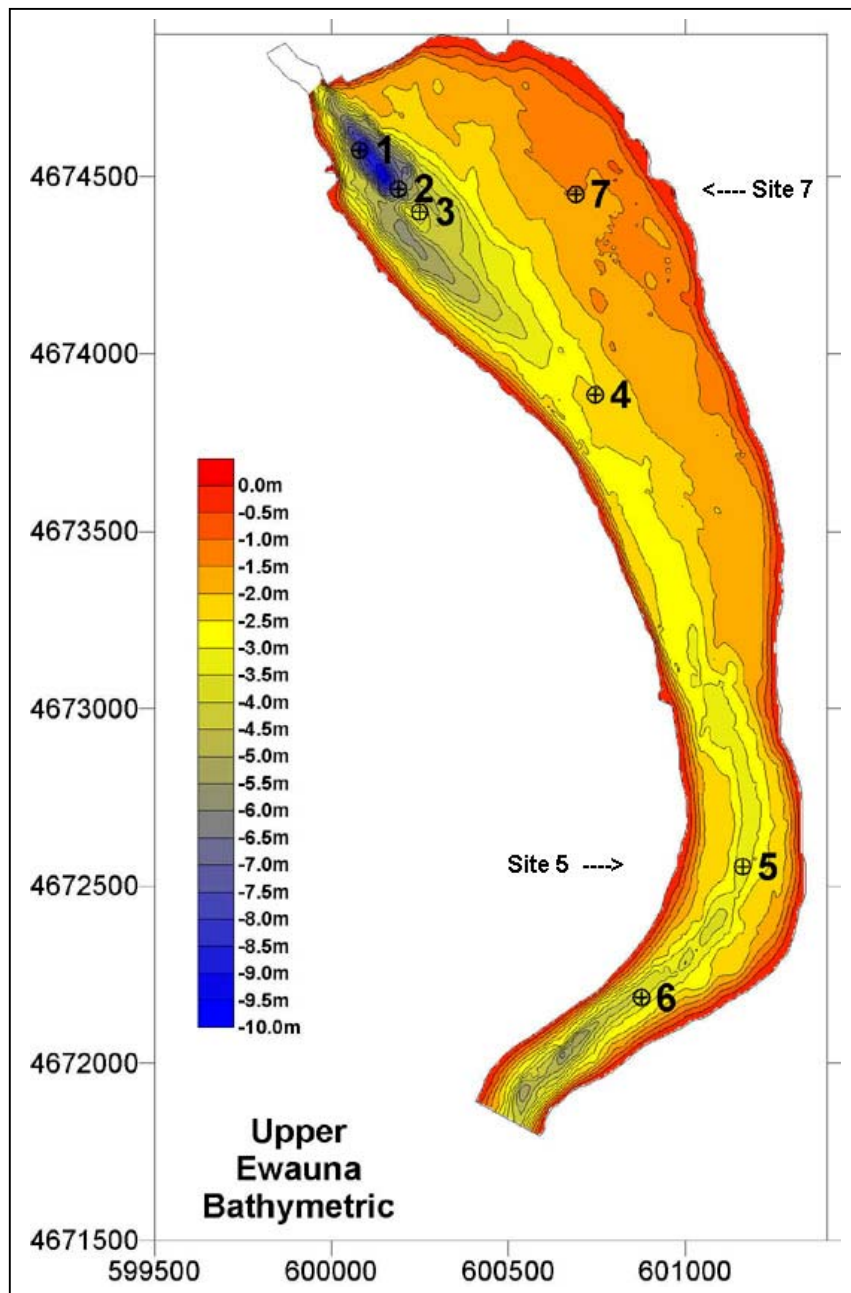 4674500
4674000
4673500
4673000
4672500
4672000
4671500
599500
600000
600500
601000
1
2
3
7
<---- Site 7
4
0.0m
-0.5m
-1.0m
-1.5m
-2.0m
-2.5m
-3.0m
-3.5m
-4.0m
-4.5m
-5.0m
-5.5m
-6.0m
-6.5m
-7.0m
-7.5m
-8.0m
-8.5m
-9.0m
-9.5m
-10.0m
Site 5 ---->
5
6
Upper
Ewauna
Bathymetric